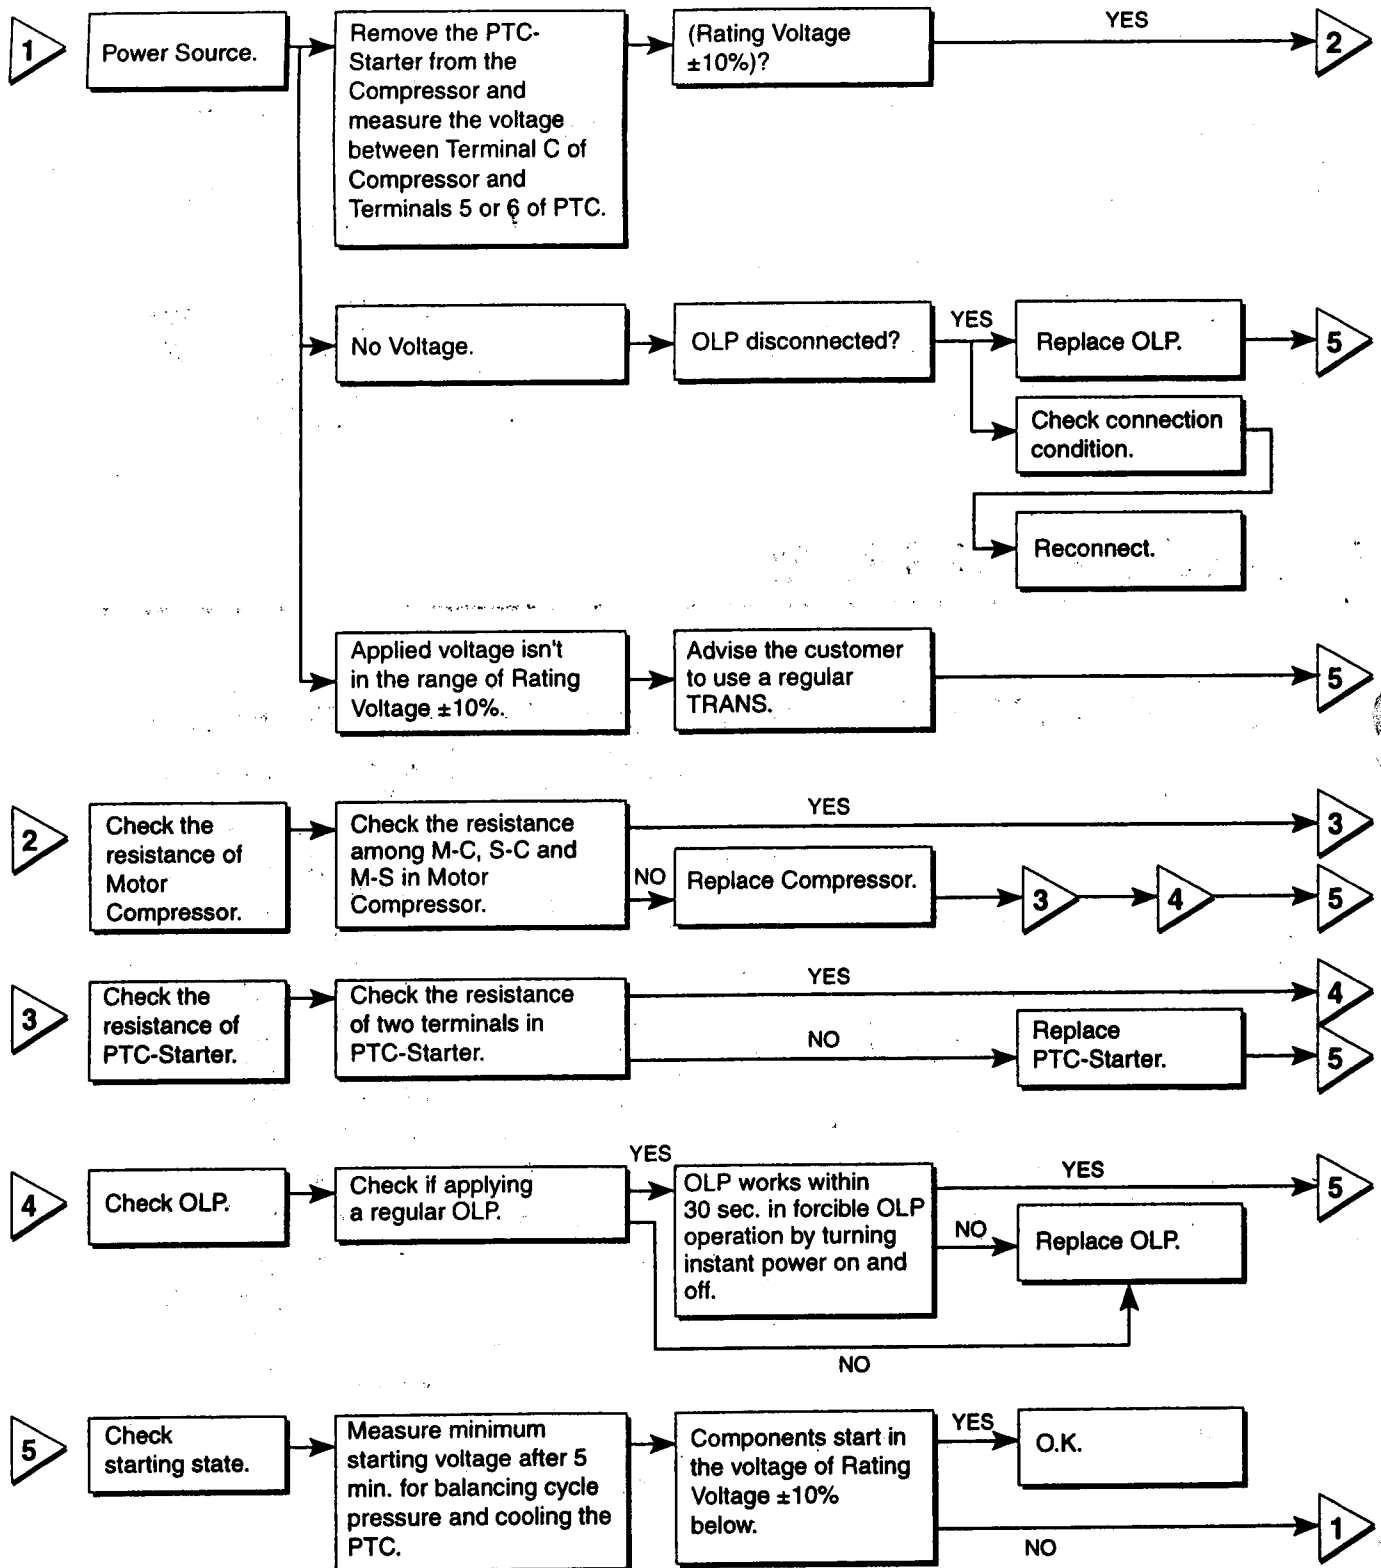 1
Power Source.
Remove the PTC-
Starter from the
Compressor and
measure the voltage
between Terminal C of
Compressor and
Terminals 5 or 6 of PTC.
(Rating Voltage
±10%)?
YES
2
No Voltage.
OLP disconnected?
YES
Replace OLP.
5
Check connection
condition.
Reconnect.
Applied voltage isn't
in the range of Rating
Voltage ±10%.
Advise the customer
to use a regular
TRANS.
5
2
Check the
resistance of
Motor
Compressor.
Check the resistance
among M-C, S-C and
M-S in Motor
Compressor.
YES
3
NO
Replace Compressor.
3
4
5
3
Check the
resistance of
PTC-Starter.
Check the resistance
of two terminals in
PTC-Starter.
YES
4
NO
Replace
PTC-Starter.
5
4
Check OLP.
Check if applying
a regular OLP.
YES
OLP works within
30 sec. in forcible OLP
operation by turning
instant power on and
off.
YES
5
NO
Replace OLP.
NO
5
Check
starting state.
Measure minimum
starting voltage after 5
min. for balancing cycle
pressure and cooling the
PTC.
Components start in
the voltage of Rating
Voltage ±10%
below.
YES
O.K.
NO
1